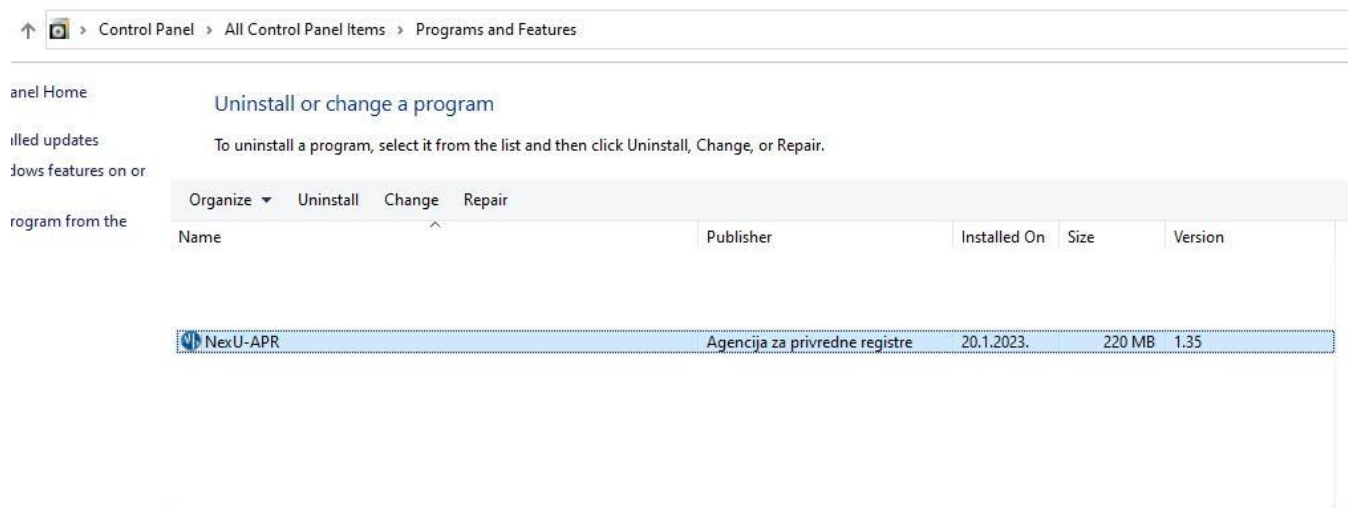 Control Panel > All Control Panel Items > Programs and Features
anel Home
Uninstall or change a program
alled updates
To uninstall a program, select it from the list and then click Uninstall, Change, or Repair.
dows features on or
Organize Uninstall Change Repair
rogram from the
Name Publisher Installed On Size Version
NexU-APR Agencija za privredne registre 20.1.2023. 220 MB 1.35